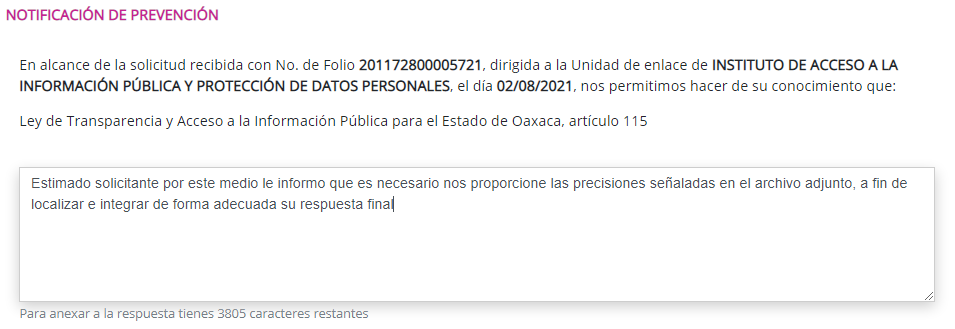 NOTIFICACIÓN DE PREVENCIÓN
En alcance de la solicitud recibida con No. de Folio 201172800005721, dirigida a la Unidad de enlace de INSTITUTO DE ACCESO A LA
INFORMACIÓN PÚBLICA Y PROTECCIÓN DE DATOS PERSONALES, el día 02/08/2021, nos permitimos hacer de su conocimiento que:
Ley de Transparencia y Acceso a la Información Pública para el Estado de Oaxaca, artículo 115
Estimado solicitante por este medio le informo que es necesario nos proporcione las precisiones señaladas en el archivo adjunto, a fin de
localizar e integrar de forma adecuada su respuesta final
Para anexar a la respuesta tienes 3805 caracteres restantes